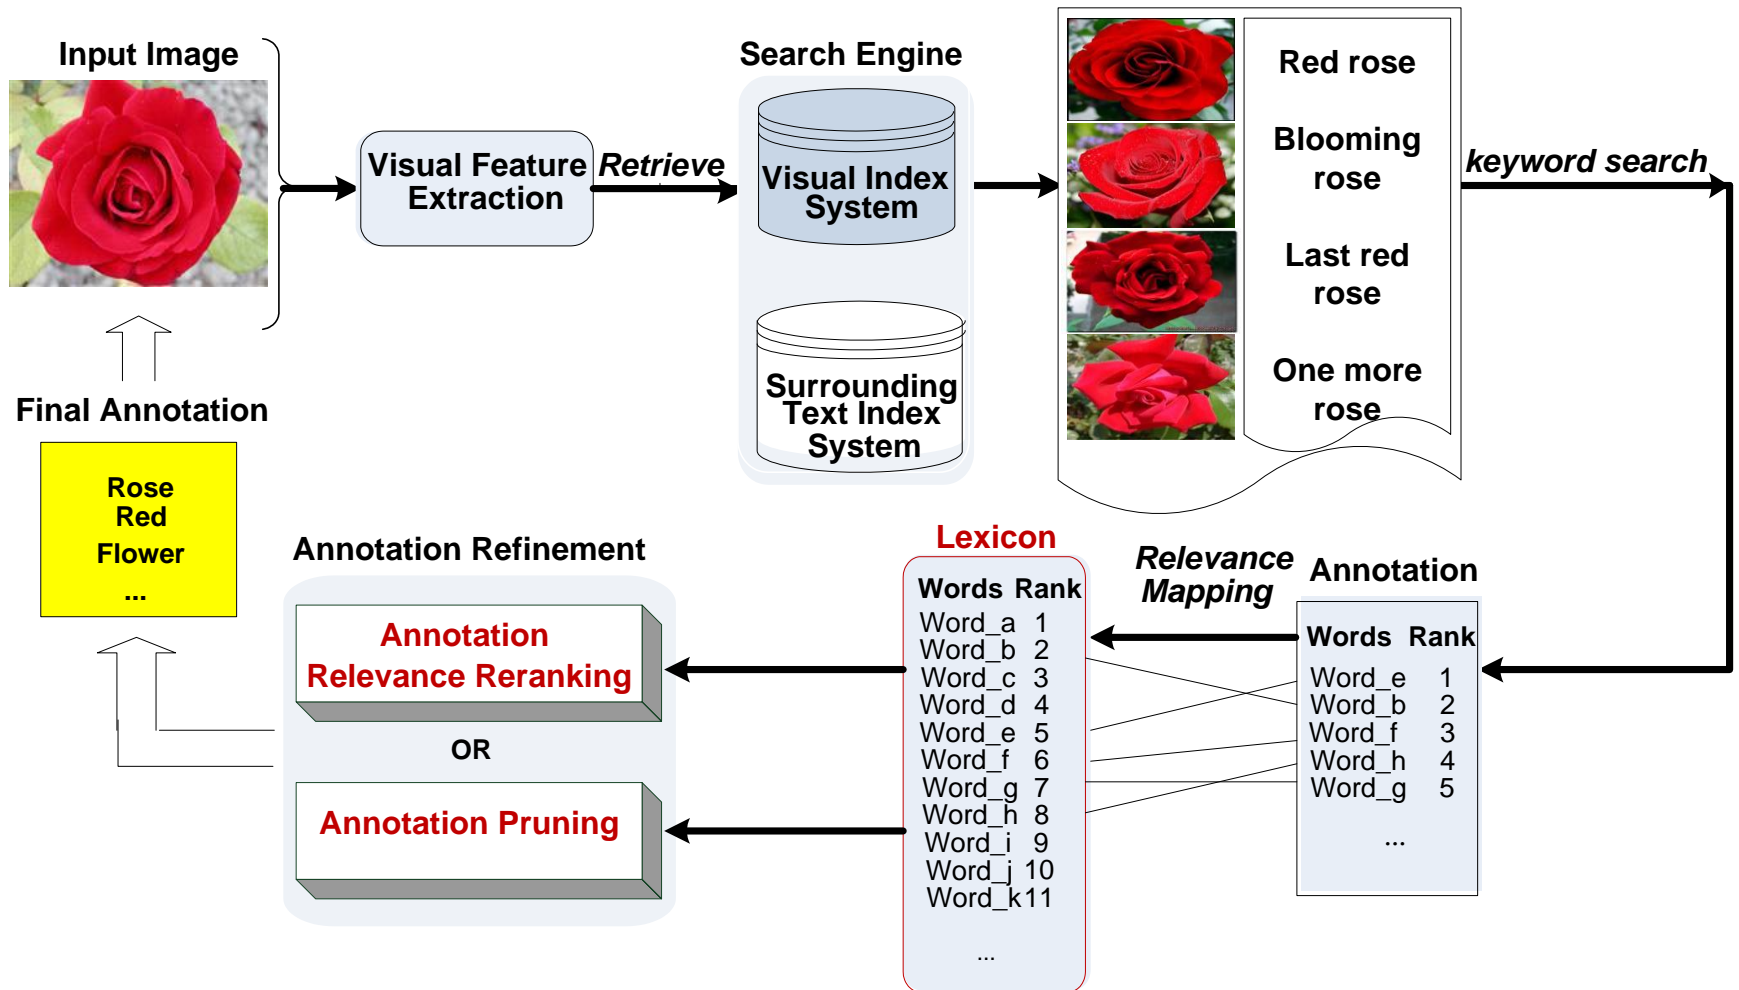 Input Image
Visual Feature
Extraction
Retrieve
Search Engine
Visual Index
System
Surrounding
Text Index
System
Red rose
Blooming
rose
Last red
rose
One more
rose
keyword search
Final Annotation
Rose
Red
Flower
...
Annotation Refinement
Annotation
Relevance Reranking
OR
Annotation Pruning
Lexicon
Words Rank
Word_a 1
Word_b 2
Word_c 3
Word_d 4
Word_e 5
Word_f 6
Word_g 7
Word_h 8
Word_i 9
Word_j 10
Word_k 11
...
Relevance
Mapping
Annotation
Words Rank
Word_e 1
Word_b 2
Word_f 3
Word_h 4
Word_g 5
...